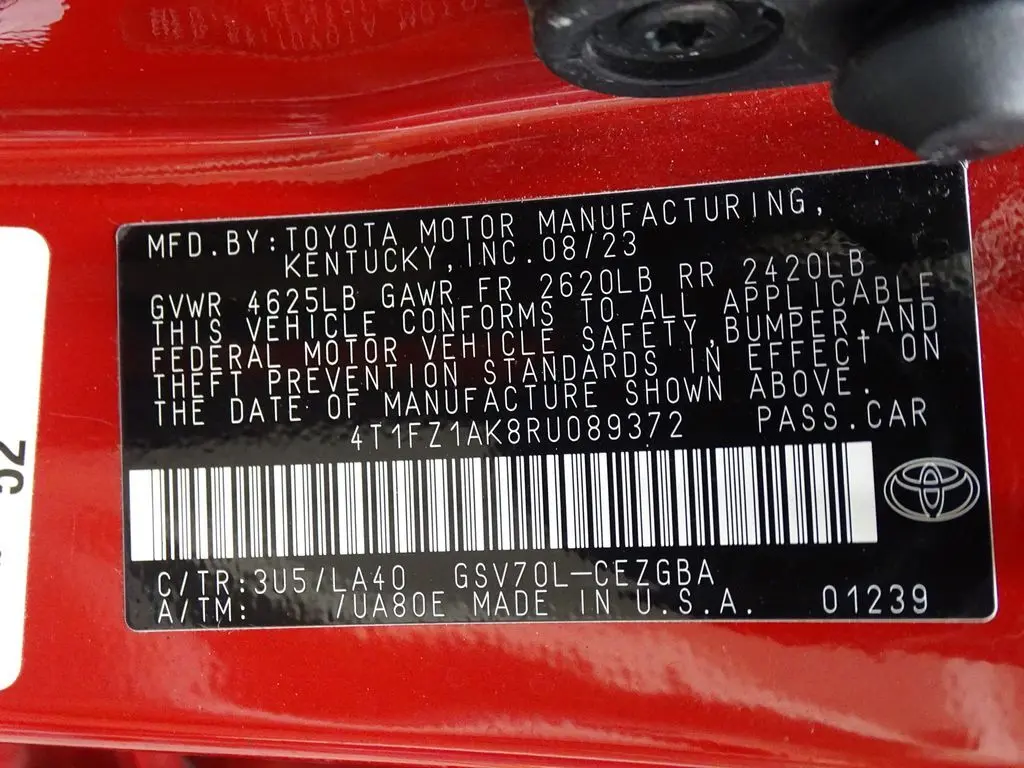 MFD.BY:TOYOTA MOTOR MANUFACTURING,
KENTUCKY,INC.08/23
GVWR 4625LB GAWR FR 2620LB RR 2420LB
THIS VEHICLE CONFORMS TO ALL APPLICABLE
FEDERAL MOTOR VEHICLE SAFETY,BUMPER,AND
THEFT PREVENTION STANDARDS IN EFFECT ON
THE DATE OF MANUFACTURE SHOWN ABOVE.
4T1FZ1AK8RU089372 PASS.CAR
C/TR:3U5/LA40 GSV70L-CEZGBA
A/TM: /UA80E MADE IN U.S.A. 01239
52